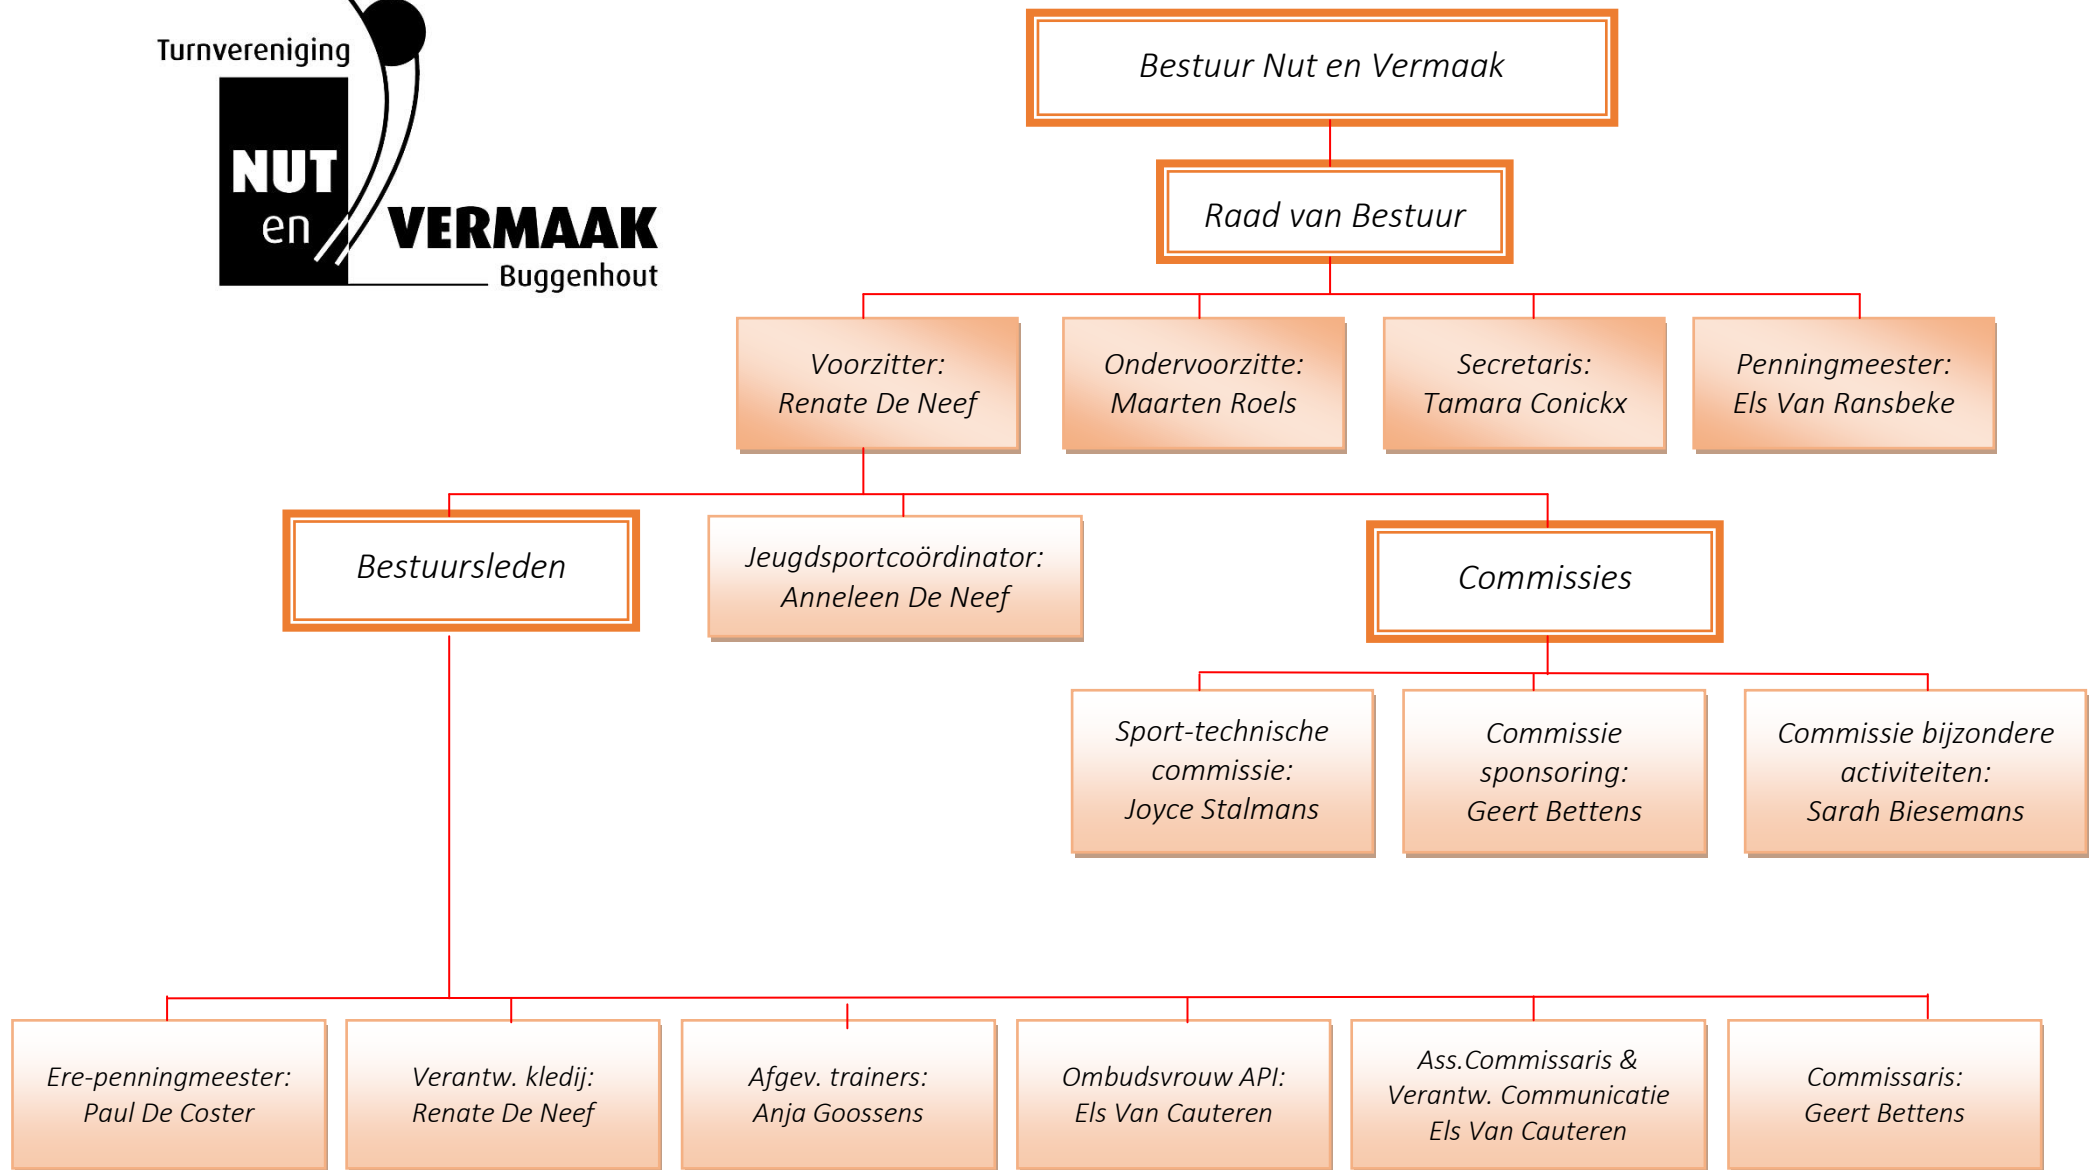 Turnvereniging
NUT
en
VERMAAK
Buggenhout
Bestuur Nut en Vermaak
Raad van Bestuur
Voorzitter:
Renate De Neef
Ondervoorzitte:
Maarten Roels
Secretaris:
Tamara Conickx
Penningmeester:
Els Van Ransbeke
Bestuursleden
Jeugdsportcoördinator:
Anneleen De Neef
Commissies
Sport-technische
commissie:
Joyce Stalmans
Commissie
sponsoring:
Geert Bettens
Commissie bijzondere
activiteiten:
Sarah Biesemans
Ere-penningmeester:
Paul De Coster
Verantw. kledij:
Renate De Neef
Afgev. trainers:
Anja Goossens
Ombudsvrouw API:
Els Van Cauteren
Ass.Commissaris &
Verantw. Communicatie
Els Van Cauteren
Commissaris:
Geert Bettens